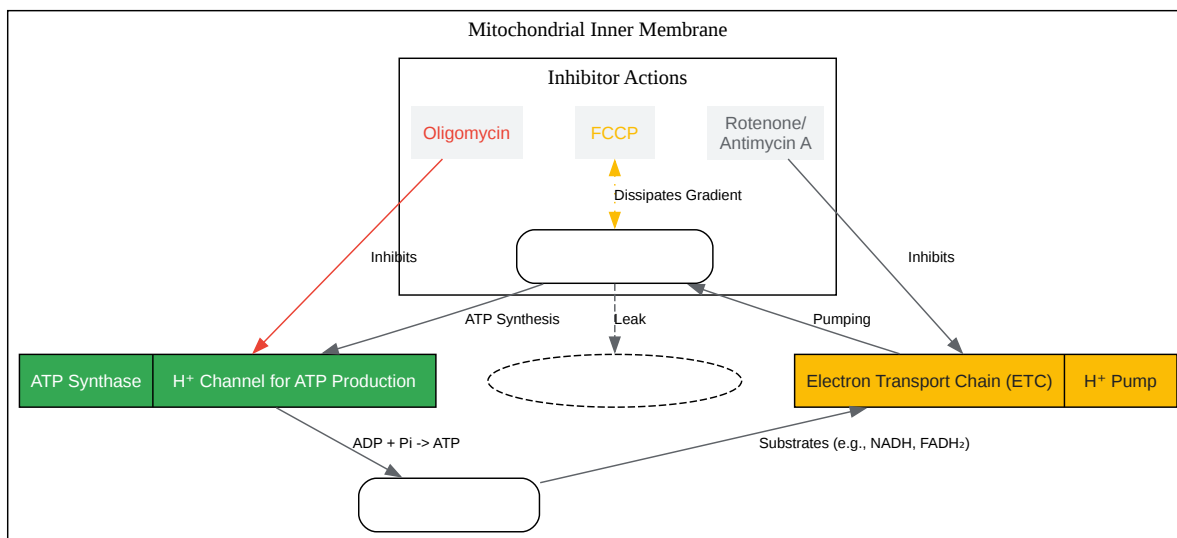 Mitochondrial Inner Membrane
Inhibitor Actions
Oligomycin
FCCP
Rotenone/
Antimycin A
Dissipates Gradient
Inhibits
Inhibits
ATP Synthesis
Leak
Pumping
ATP Synthase
H⁺ Channel for ATP Production
Electron Transport Chain (ETC)
H⁺ Pump
ADP + Pi -> ATP
Substrates (e.g., NADH, FADH₂)